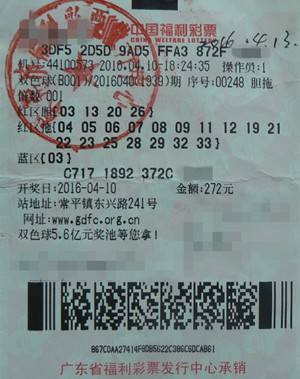 中国福利彩票
CHINA WELFARE LOTTERY
16.4.13.
3DF5 2D5D 9AD5 FFA3 872F
机号:44100573 2016.04.10-18:24:35 操作员:1
双色球(B001)/2016040(1939)期 序号:00248 胆拖
倍数:001
红区胆{03 13 20 26}
红区拖{04 05 06 07 08 09 11 12 19 21
22 23 25 28 29 32 33}
蓝区{03}
C717 1892 372C
开奖日:2016-04-10 金额:272元
站地址:常平镇东兴路241号
网址:www.gdfc.org.cn
双色球5.6亿元奖池等您拿!
867C0AA27414F8DB5622C386C6DCAB61
广东省福利彩票发行中心承销